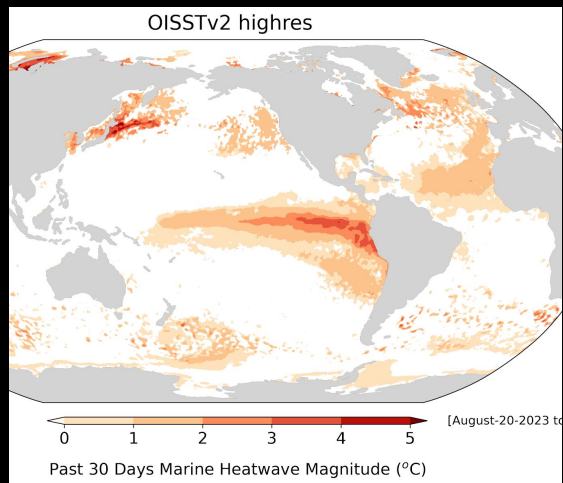 OISSTv2 highres
0 1 2 3 4 5
[August-20-2023 to
Past 30 Days Marine Heatwave Magnitude (°C)